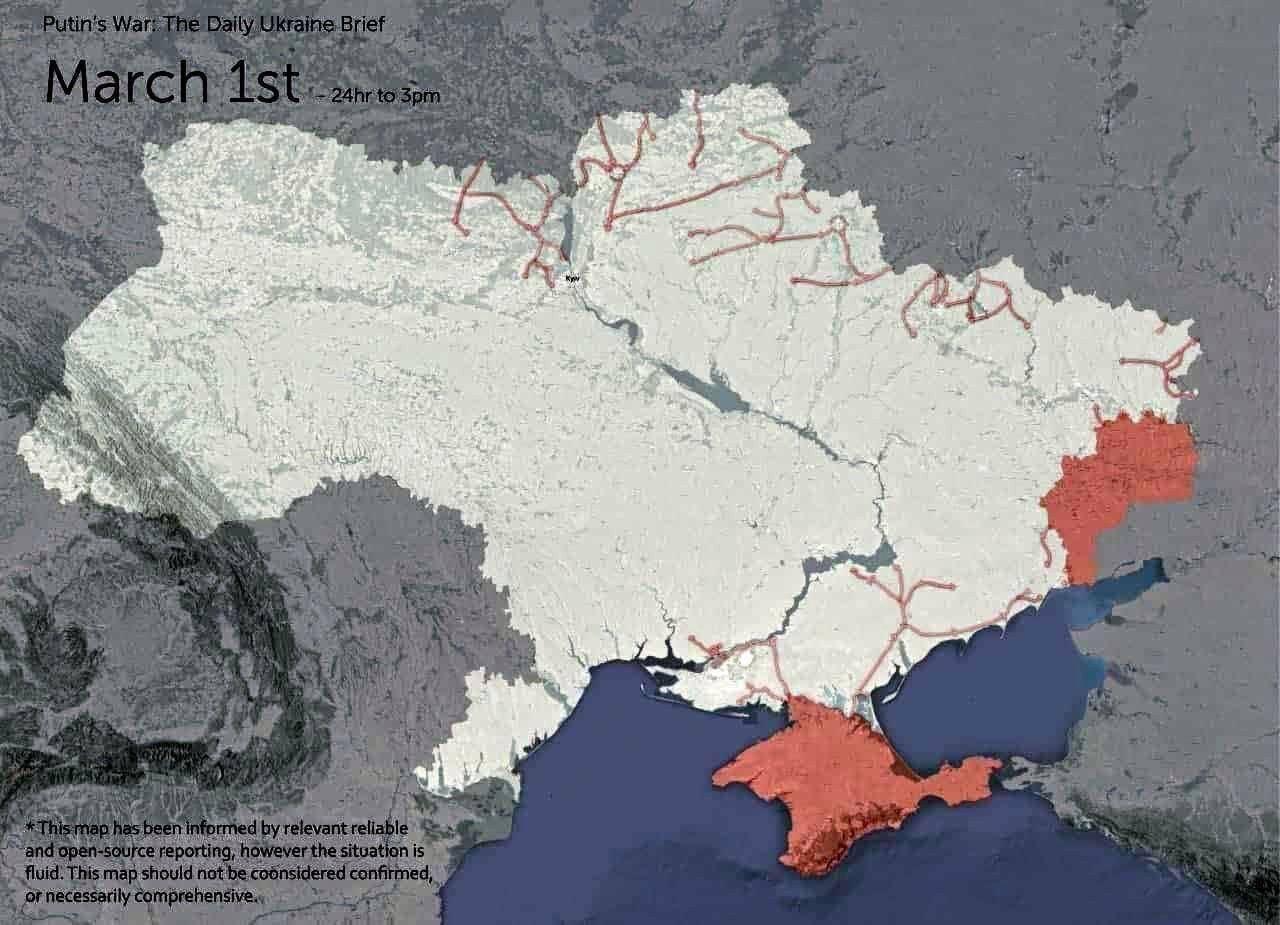 Putin's War: The Daily Ukraine Brief
March 1st - 24hr to 3pm
Kyiv
* This map has been informed by relevant reliable
and open-source reporting, however the situation is
fluid. This map should not be coonsidered confirmed,
or necessarily comprehensive.